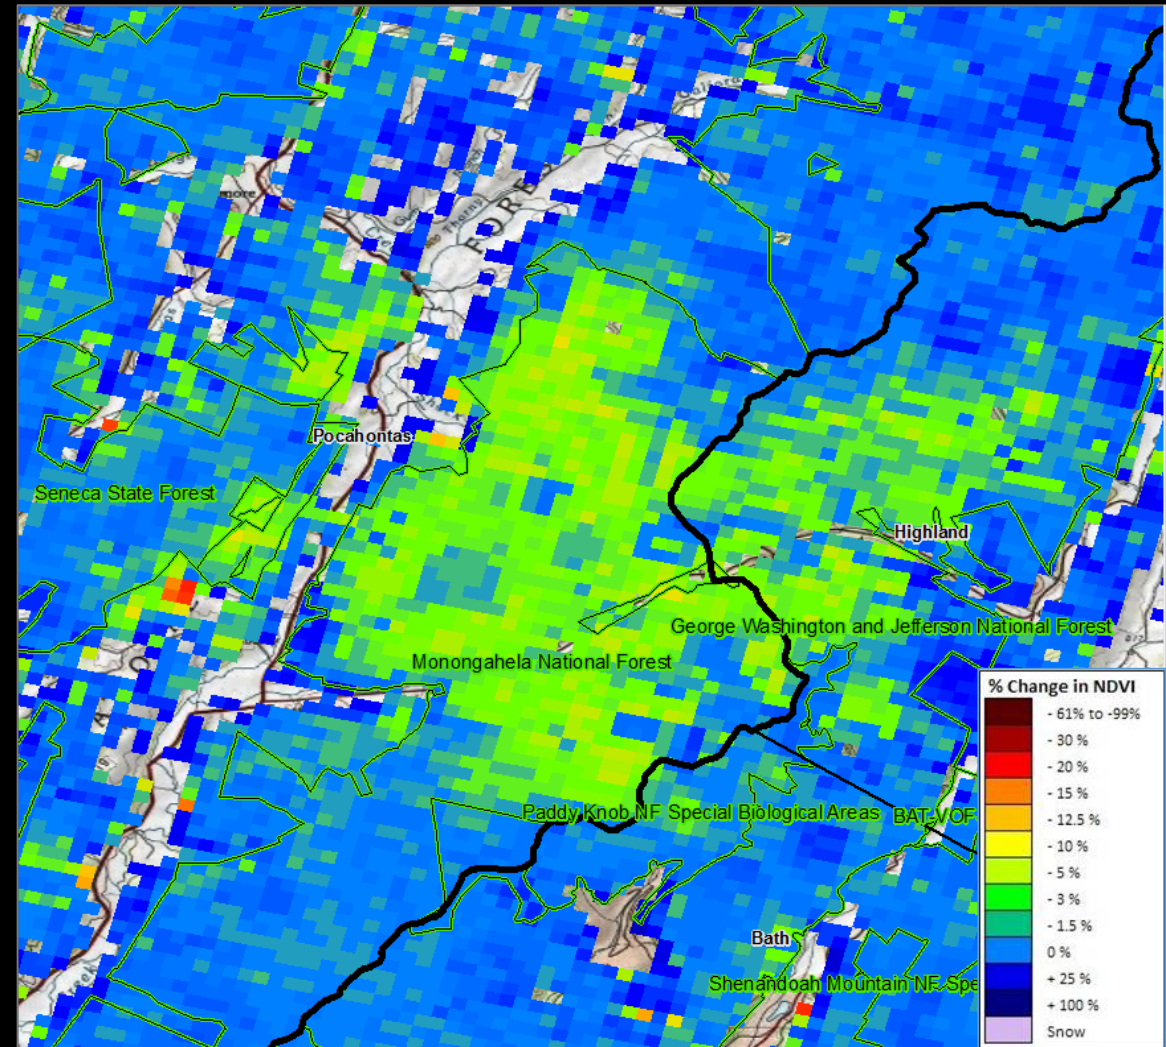 more
FORE
Pocahontas
Seneca State Forest
Highland
George Washington and Jefferson National Forest
Monongahela National Forest
Paddy Knob NF Special Biological Areas
BAT-VOF
Bath
Shenandoah Mountain NF Spe
% Change in NDVI
- 61% to -99%
- 30 %
- 20 %
- 15 %
- 12.5 %
- 10 %
- 5 %
- 3 %
- 1.5 %
0 %
+ 25 %
+ 100 %
Snow